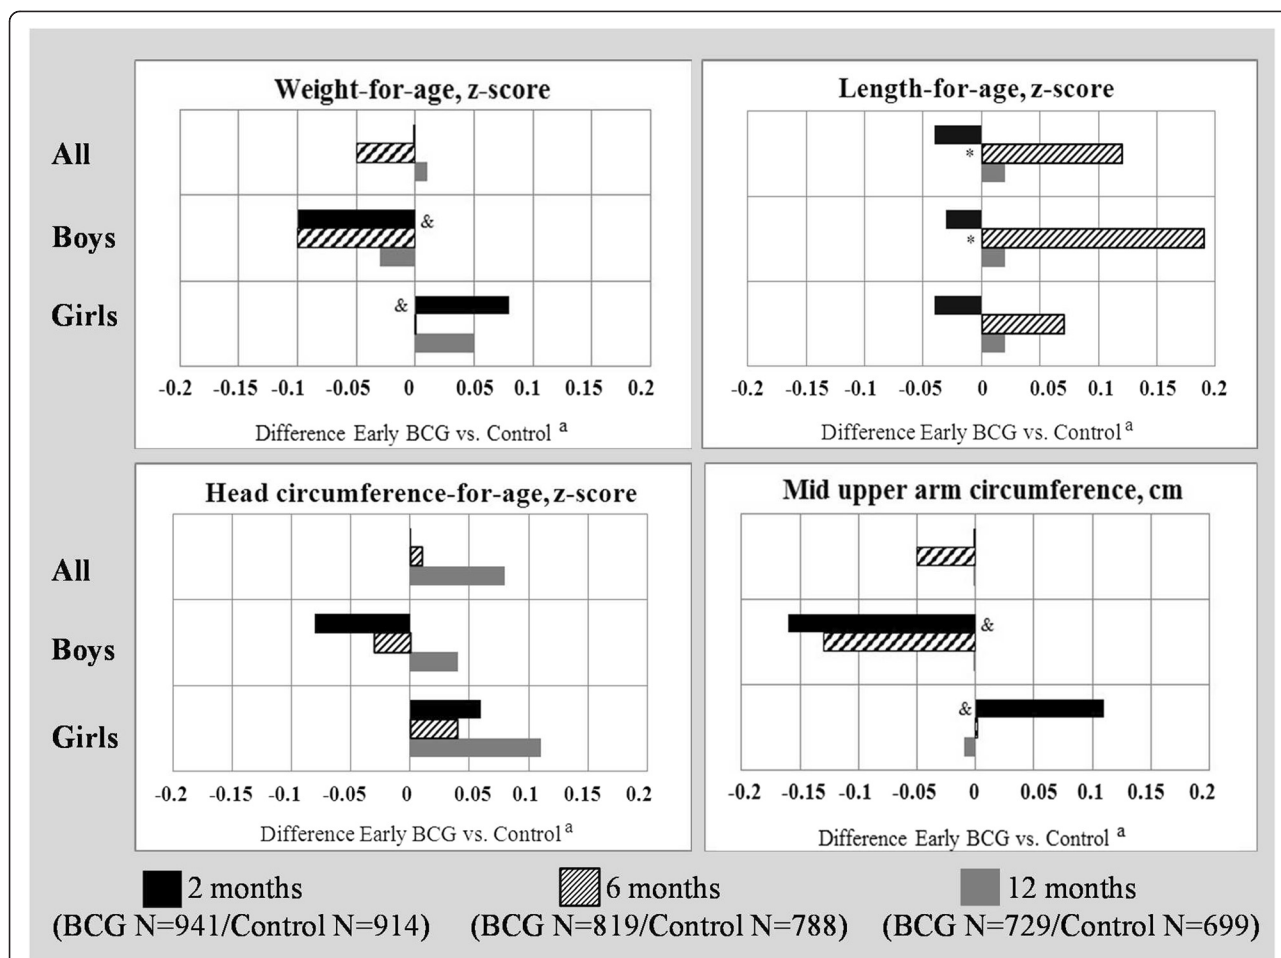 Weight-for-age, z-score
All
Boys
&
Girls
&
-0.2 -0.15 -0.1 -0.05 0 0.05 0.1 0.15 0.2
Difference Early BCG vs. Control a
Length-for-age, z-score
*
*
-0.2 -0.15 -0.1 -0.05 0 0.05 0.1 0.15 0.2
Difference Early BCG vs. Control a
Head circumference-for-age, z-score
All
Boys
Girls
-0.2 -0.15 -0.1 -0.05 0 0.05 0.1 0.15 0.2
Difference Early BCG vs. Control a
Mid upper arm circumference, cm
&
&
-0.2 -0.15 -0.1 -0.05 0 0.05 0.1 0.15 0.2
Difference Early BCG vs. Control a
2 months
(BCG N=941/Control N=914)
6 months
(BCG N=819/Control N=788)
12 months
(BCG N=729/Control N=699)